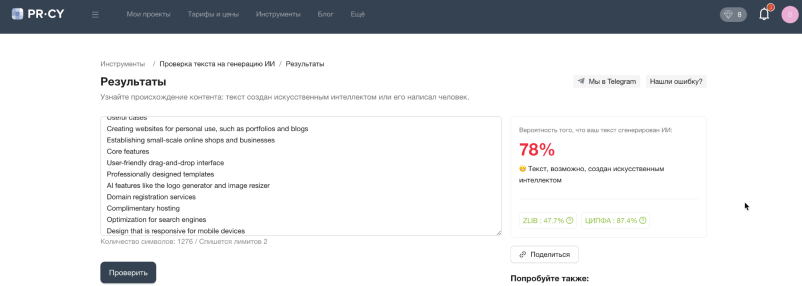 PR·CY
Мои проекты Тарифы и цены Инструменты Блог Ещё
Инструменты / Проверка текста на генерацию ИИ / Результаты
Результаты
Мы в Telegram Нашли ошибку?
Узнайте происхождение контента: текст создан искусственным интеллектом или его написал человек.
Useful cases
Creating websites for personal use, such as portfolios and blogs
Establishing small-scale online shops and businesses
Core features
User-friendly drag-and-drop interface
Professionally designed templates
AI features like the logo generator and image resizer
Domain registration services
Complimentary hosting
Optimization for search engines
Design that is responsive for mobile devices
Количество символов: 1276 / Спишется лимитов 2
Проверить
Вероятность того, что ваш текст сгенерирован ИИ:
78%
Текст, возможно, создан искусственным
интеллектом
ZLIB : 47.7% ЦИПФА : 87.4%
Поделиться
Попробуйте также: